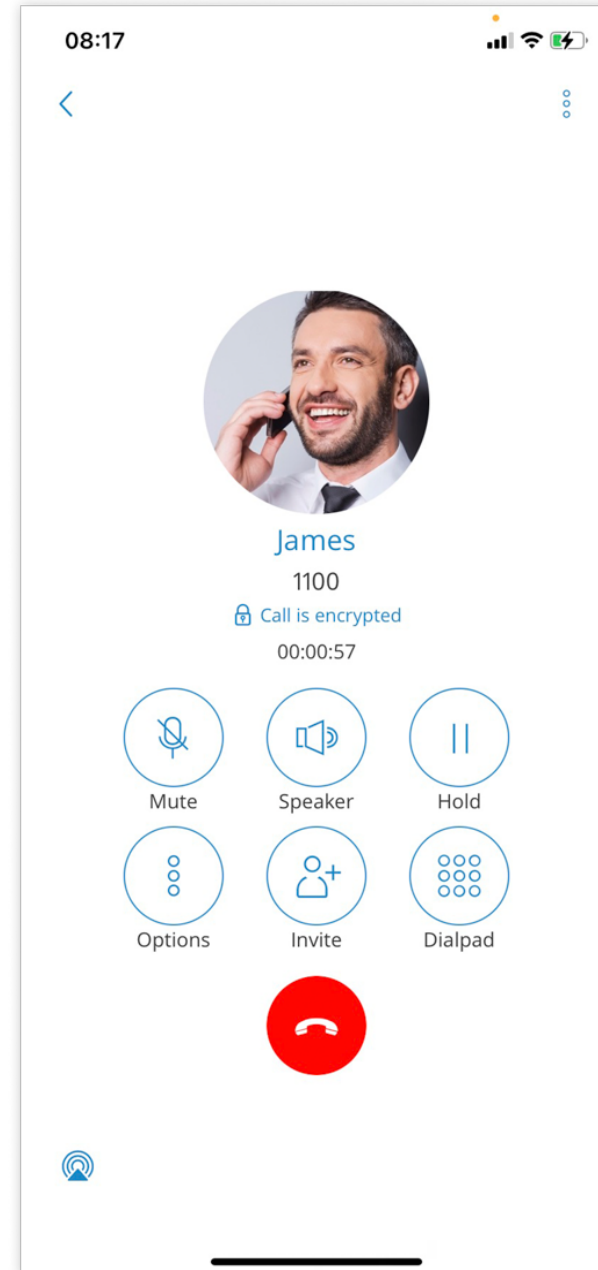 08:17
James
1100
Call is encrypted
00:00:57
Mute Speaker Hold
Options Invite Dialpad